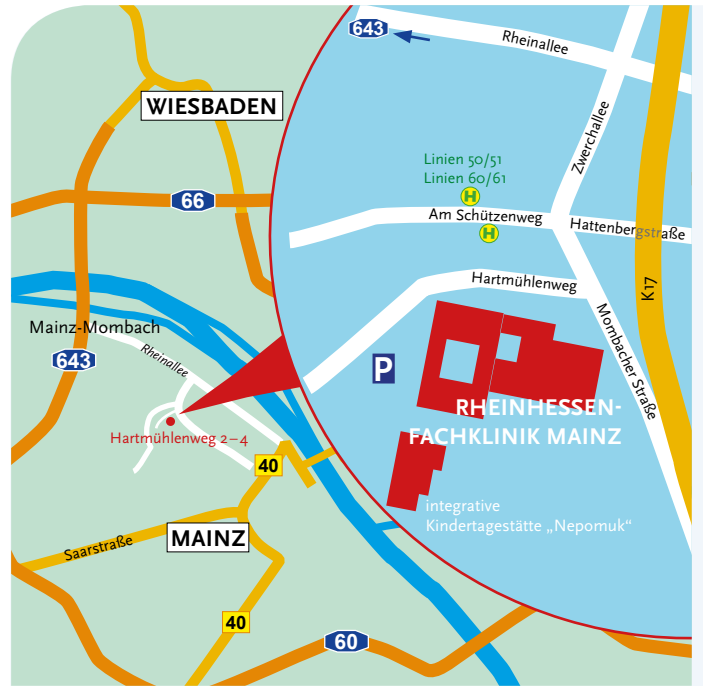 643
Rheinallee
WIESBADEN
Zwerchallee
Linien 50/51
Linien 60/61
H
66
Am Schützenweg
Hattenbergstraße
H
Hartmühlenweg
K17
Mainz-Mombach
Rheinallee
643
Mombacher Straße
P
RHEINHESSEN-
FACHKLINIK MAINZ
Hartmühlenweg 2–4
40
integrative
Kindertagestätte „Nepomuk“
MAINZ
Saarstraße
40
60